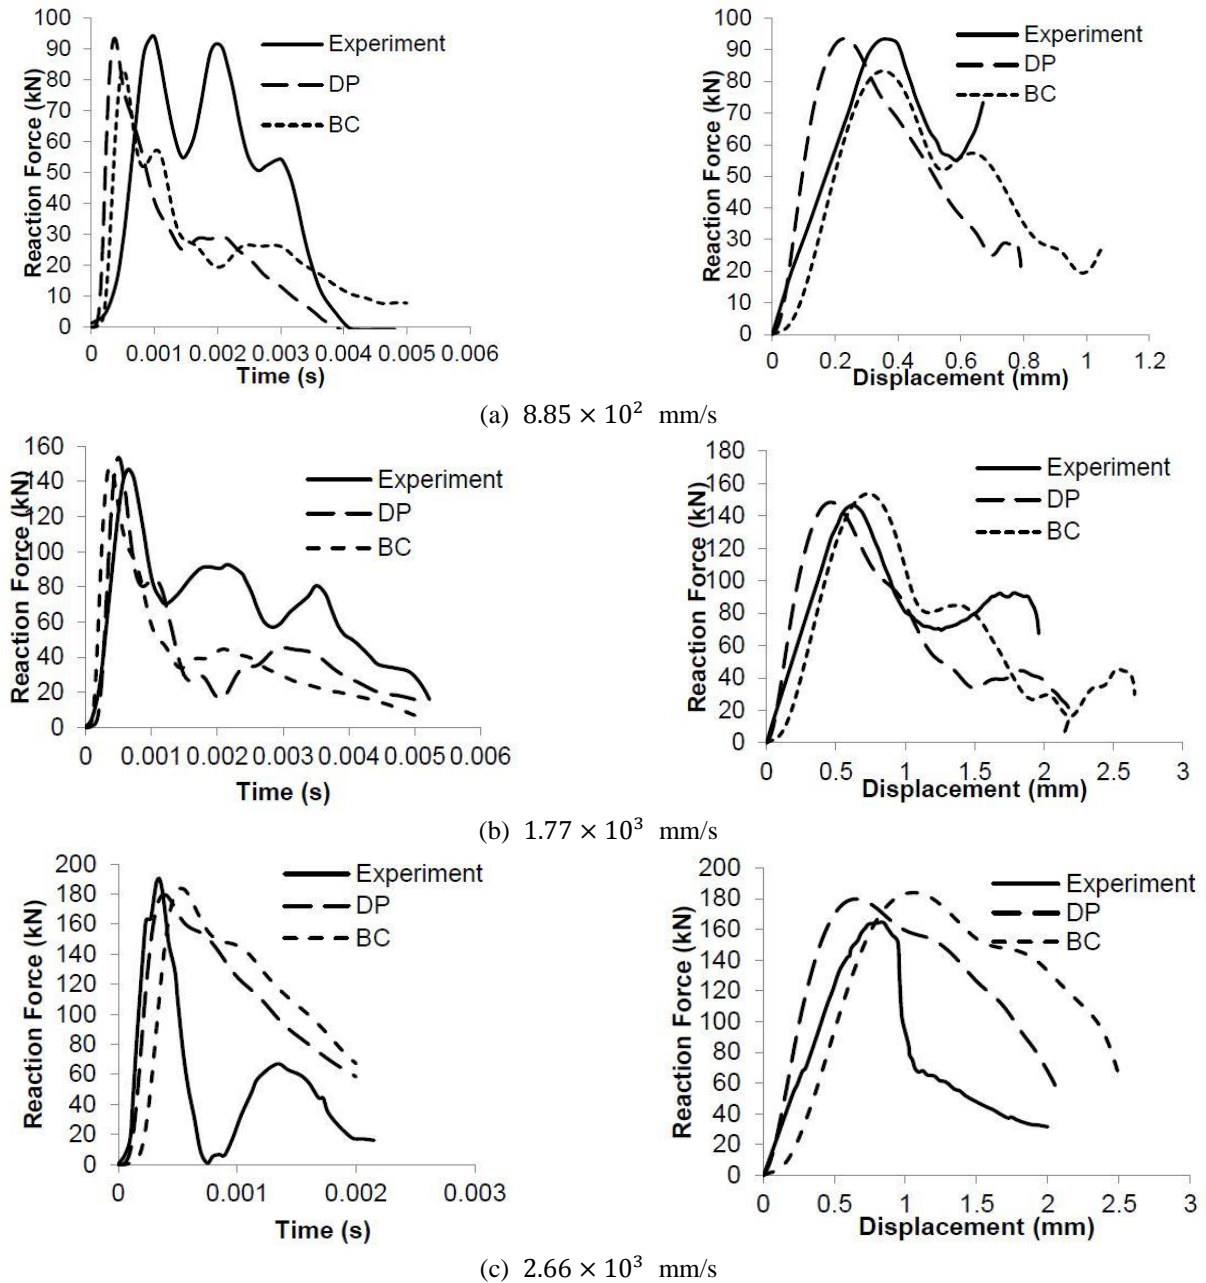 100
90
80
70
60
50
40
30
20
10
0
Reaction Force (kN)
Experiment
DP
BC
0 0.001 0.002 0.003 0.004 0.005 0.006
Time (s)
100
90
80
70
60
50
40
30
20
10
0
Reaction Force (kN)
Experiment
DP
BC
0 0.2 0.4 0.6 0.8 1 1.2
Displacement (mm)
(a) 8.85 × 10² mm/s
160
140
120
100
80
60
40
20
0
Reaction Force (kN)
Experiment
DP
BC
0 0.001 0.002 0.003 0.004 0.005 0.006
Time (s)
180
160
140
120
100
80
60
40
20
0
Reaction Force (kN)
Experiment
DP
BC
0 0.5 1 1.5 2 2.5 3
Displacement (mm)
(b) 1.77 × 10³ mm/s
200
180
160
140
120
100
80
60
40
20
0
Reaction Force (kN)
Experiment
DP
BC
0 0.001 0.002 0.003
Time (s)
200
180
160
140
120
100
80
60
40
20
0
Reaction Force (kN)
Experiment
DP
BC
0 0.5 1 1.5 2 2.5 3
Displacement (mm)
(c) 2.66 × 10³ mm/s